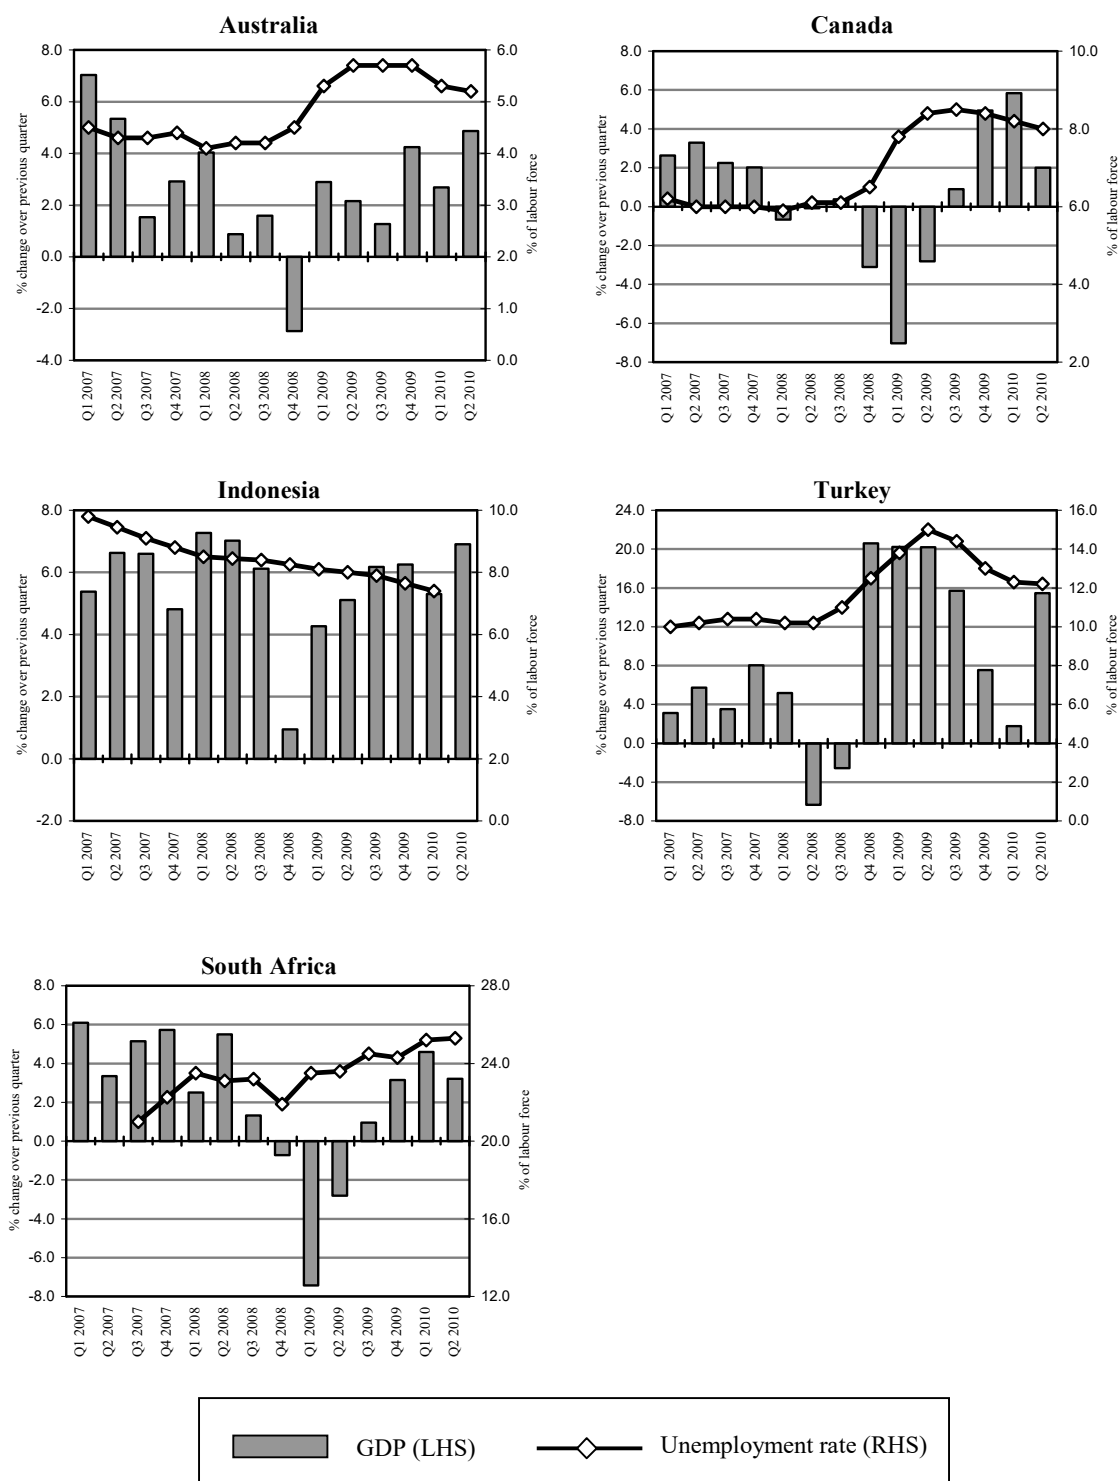 Australia
8.0
6.0
4.0
2.0
0.0
-2.0
-4.0
6.0
5.0
4.0
3.0
2.0
1.0
0.0
% change over previous quarter
% of labour force
Q1 2007
Q2 2007
Q3 2007
Q4 2007
Q1 2008
Q2 2008
Q3 2008
Q4 2008
Q1 2009
Q2 2009
Q3 2009
Q4 2009
Q1 2010
Q2 2010
Canada
8.0
6.0
4.0
2.0
0.0
-2.0
-4.0
-6.0
-8.0
10.0
8.0
6.0
4.0
2.0
% change over previous quarter
% of labour force
Q1 2007
Q2 2007
Q3 2007
Q4 2007
Q1 2008
Q2 2008
Q3 2008
Q4 2008
Q1 2009
Q2 2009
Q3 2009
Q4 2009
Q1 2010
Q2 2010
Indonesia
8.0
6.0
4.0
2.0
0.0
-2.0
10.0
8.0
6.0
4.0
2.0
0.0
% change over previous quarter
% of labour force
Q1 2007
Q2 2007
Q3 2007
Q4 2007
Q1 2008
Q2 2008
Q3 2008
Q4 2008
Q1 2009
Q2 2009
Q3 2009
Q4 2009
Q1 2010
Q2 2010
Turkey
24.0
20.0
16.0
12.0
8.0
4.0
0.0
-4.0
-8.0
16.0
14.0
12.0
10.0
8.0
6.0
4.0
2.0
0.0
% change over previous quarter
% of labour force
Q1 2007
Q2 2007
Q3 2007
Q4 2007
Q1 2008
Q2 2008
Q3 2008
Q4 2008
Q1 2009
Q2 2009
Q3 2009
Q4 2009
Q1 2010
Q2 2010
South Africa
8.0
6.0
4.0
2.0
0.0
-2.0
-4.0
-6.0
-8.0
28.0
24.0
20.0
16.0
12.0
% change over previous quarter
% of labour force
Q1 2007
Q2 2007
Q3 2007
Q4 2007
Q1 2008
Q2 2008
Q3 2008
Q4 2008
Q1 2009
Q2 2009
Q3 2009
Q4 2009
Q1 2010
Q2 2010
GDP (LHS)
Unemployment rate (RHS)